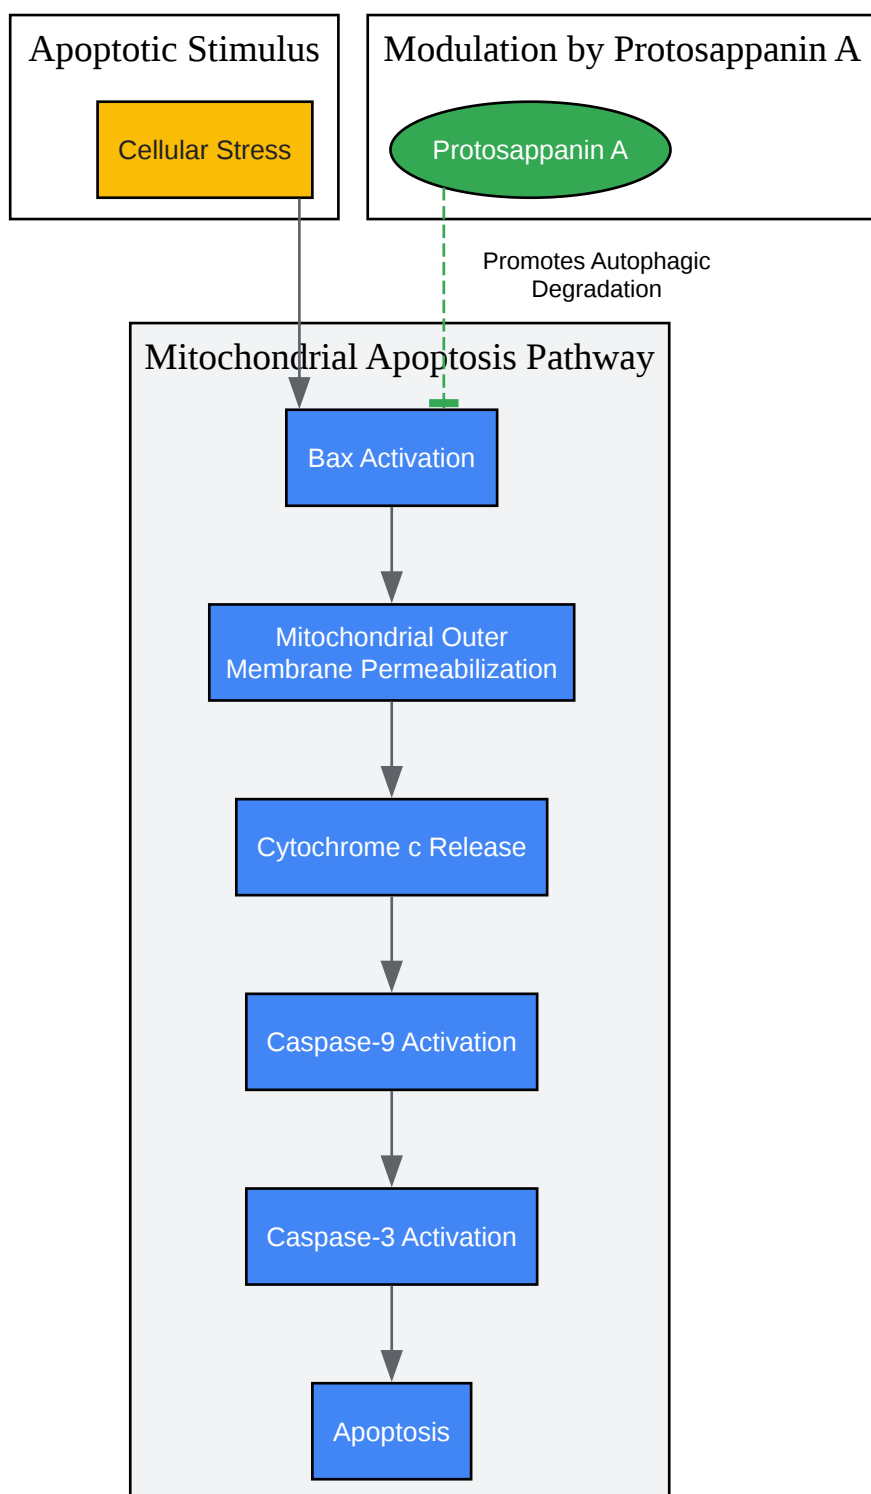 Apoptotic Stimulus
Cellular Stress
Modulation by Protosappanin A
Protosappanin A
Promotes Autophagic
Degradation
Mitochondrial Apoptosis Pathway
Bax Activation
Mitochondrial Outer
Membrane Permeabilization
Cytochrome c Release
Caspase-9 Activation
Caspase-3 Activation
Apoptosis